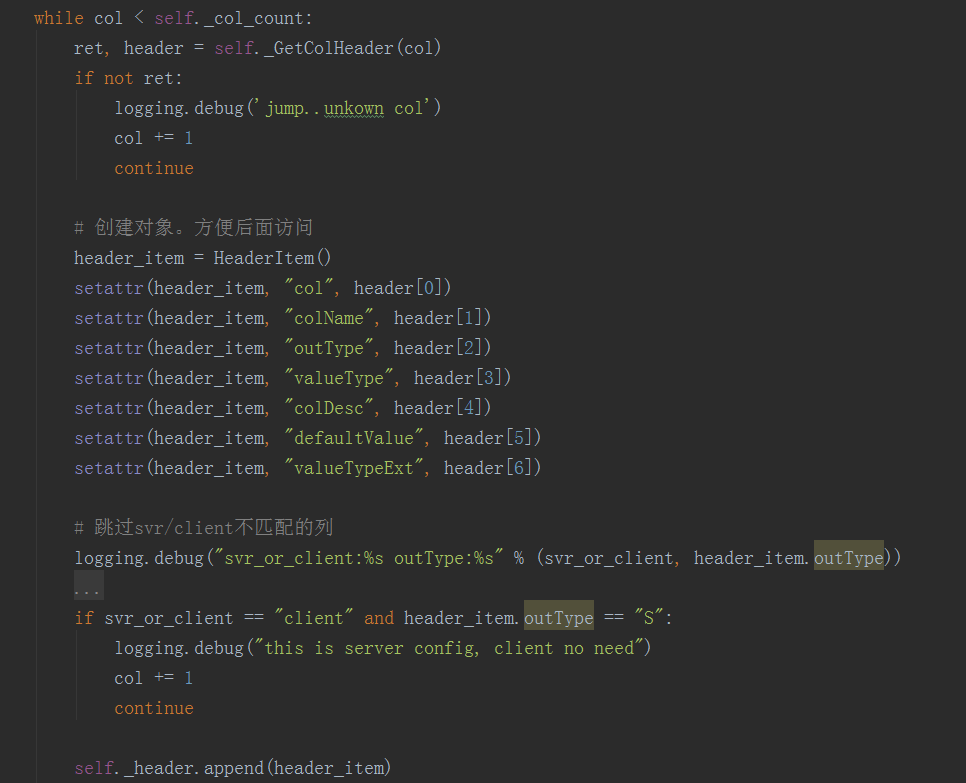 while col < self._col_count:
    ret, header = self._GetColHeader(col)
    if not ret:
        logging.debug('jump..unkown col')
        col += 1
        continue

    # 创建对象。方便后面访问
    header_item = HeaderItem()
    setattr(header_item, "col", header[0])
    setattr(header_item, "colName", header[1])
    setattr(header_item, "outType", header[2])
    setattr(header_item, "valueType", header[3])
    setattr(header_item, "colDesc", header[4])
    setattr(header_item, "defaultValue", header[5])
    setattr(header_item, "valueTypeExt", header[6])

    # 跳过svr/client不匹配的列
    logging.debug("svr_or_client:%s outType:%s" % (svr_or_client, header_item.outType))
    ...
    if svr_or_client == "client" and header_item.outType == "S":
        logging.debug("this is server config, client no need")
        col += 1
        continue

    self._header.append(header_item)